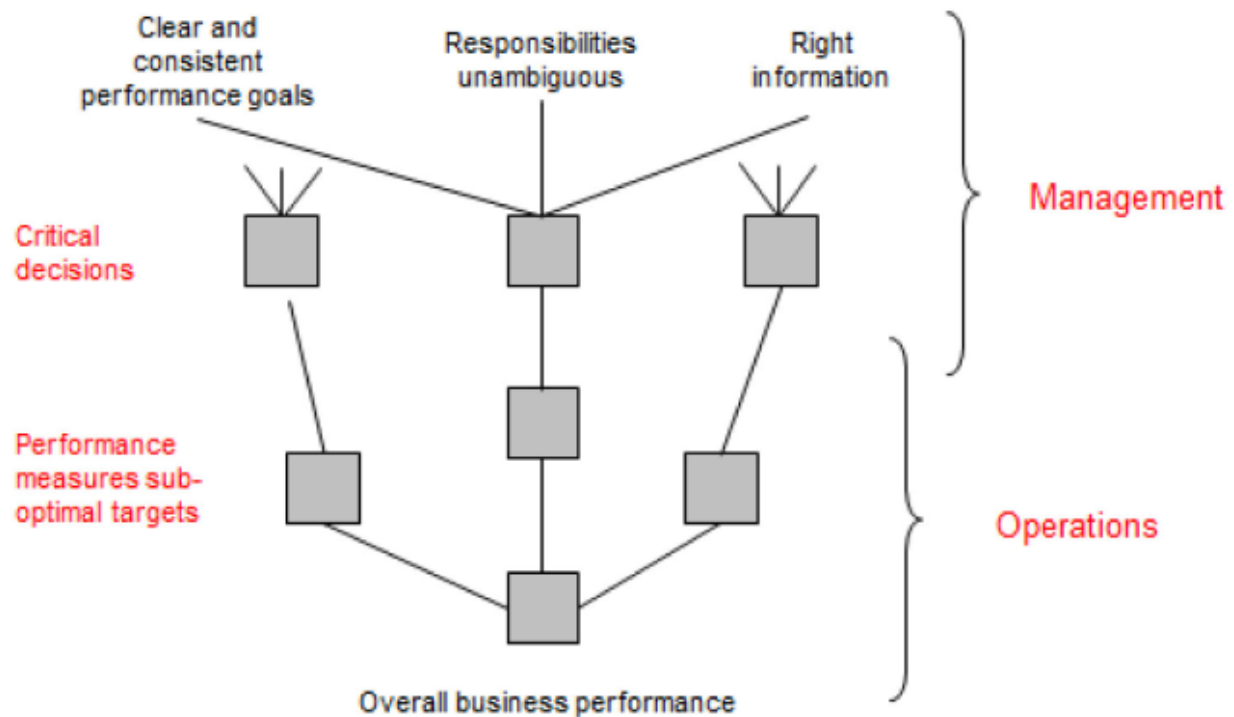 Clear and
consistent
performance goals
Responsibilities
unambiguous
Right
information
Management
Critical
decisions
Performance
measures sub-
optimal targets
Operations
Overall business performance